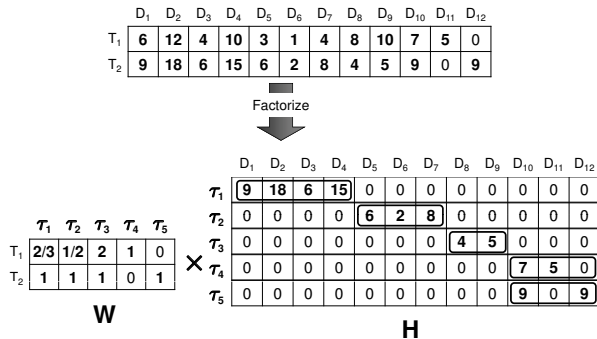 D1 D2 D3 D4 D5 D6 D7 D8 D9 D10 D11 D12
T1 6 12 4 10 3 1 4 8 10 7 5 0
T2 9 18 6 15 6 2 8 4 5 9 0 9
Factorize
D1 D2 D3 D4 D5 D6 D7 D8 D9 D10 D11 D12
τ1 9 18 6 15 0 0 0 0 0 0 0 0
τ2 0 0 0 0 6 2 8 0 0 0 0 0
τ3 0 0 0 0 0 0 0 4 5 0 0 0
τ4 0 0 0 0 0 0 0 0 0 7 5 0
τ5 0 0 0 0 0 0 0 0 0 9 0 9
τ1 τ2 τ3 τ4 τ5
T1 2/3 1/2 2 1 0
T2 1 1 1 0 1
×
W
H